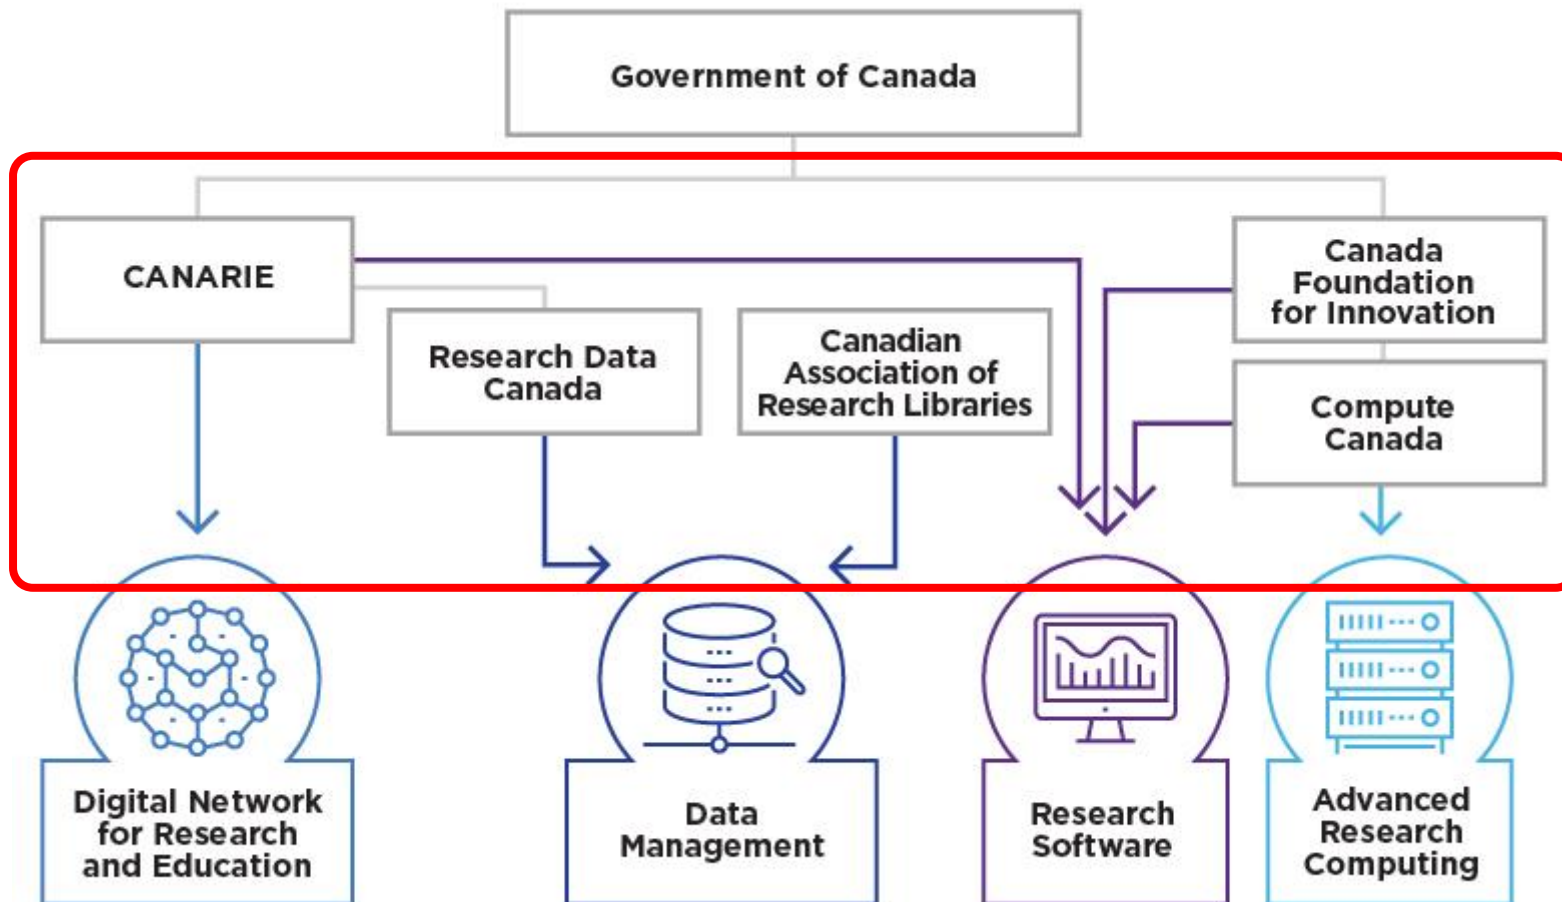 Government of Canada
CANARIE
Canada
Foundation
for Innovation
Research Data
Canada
Canadian
Association of
Research Libraries
Compute
Canada
Digital Network
for Research
and Education
Data
Management
Research
Software
Advanced
Research
Computing